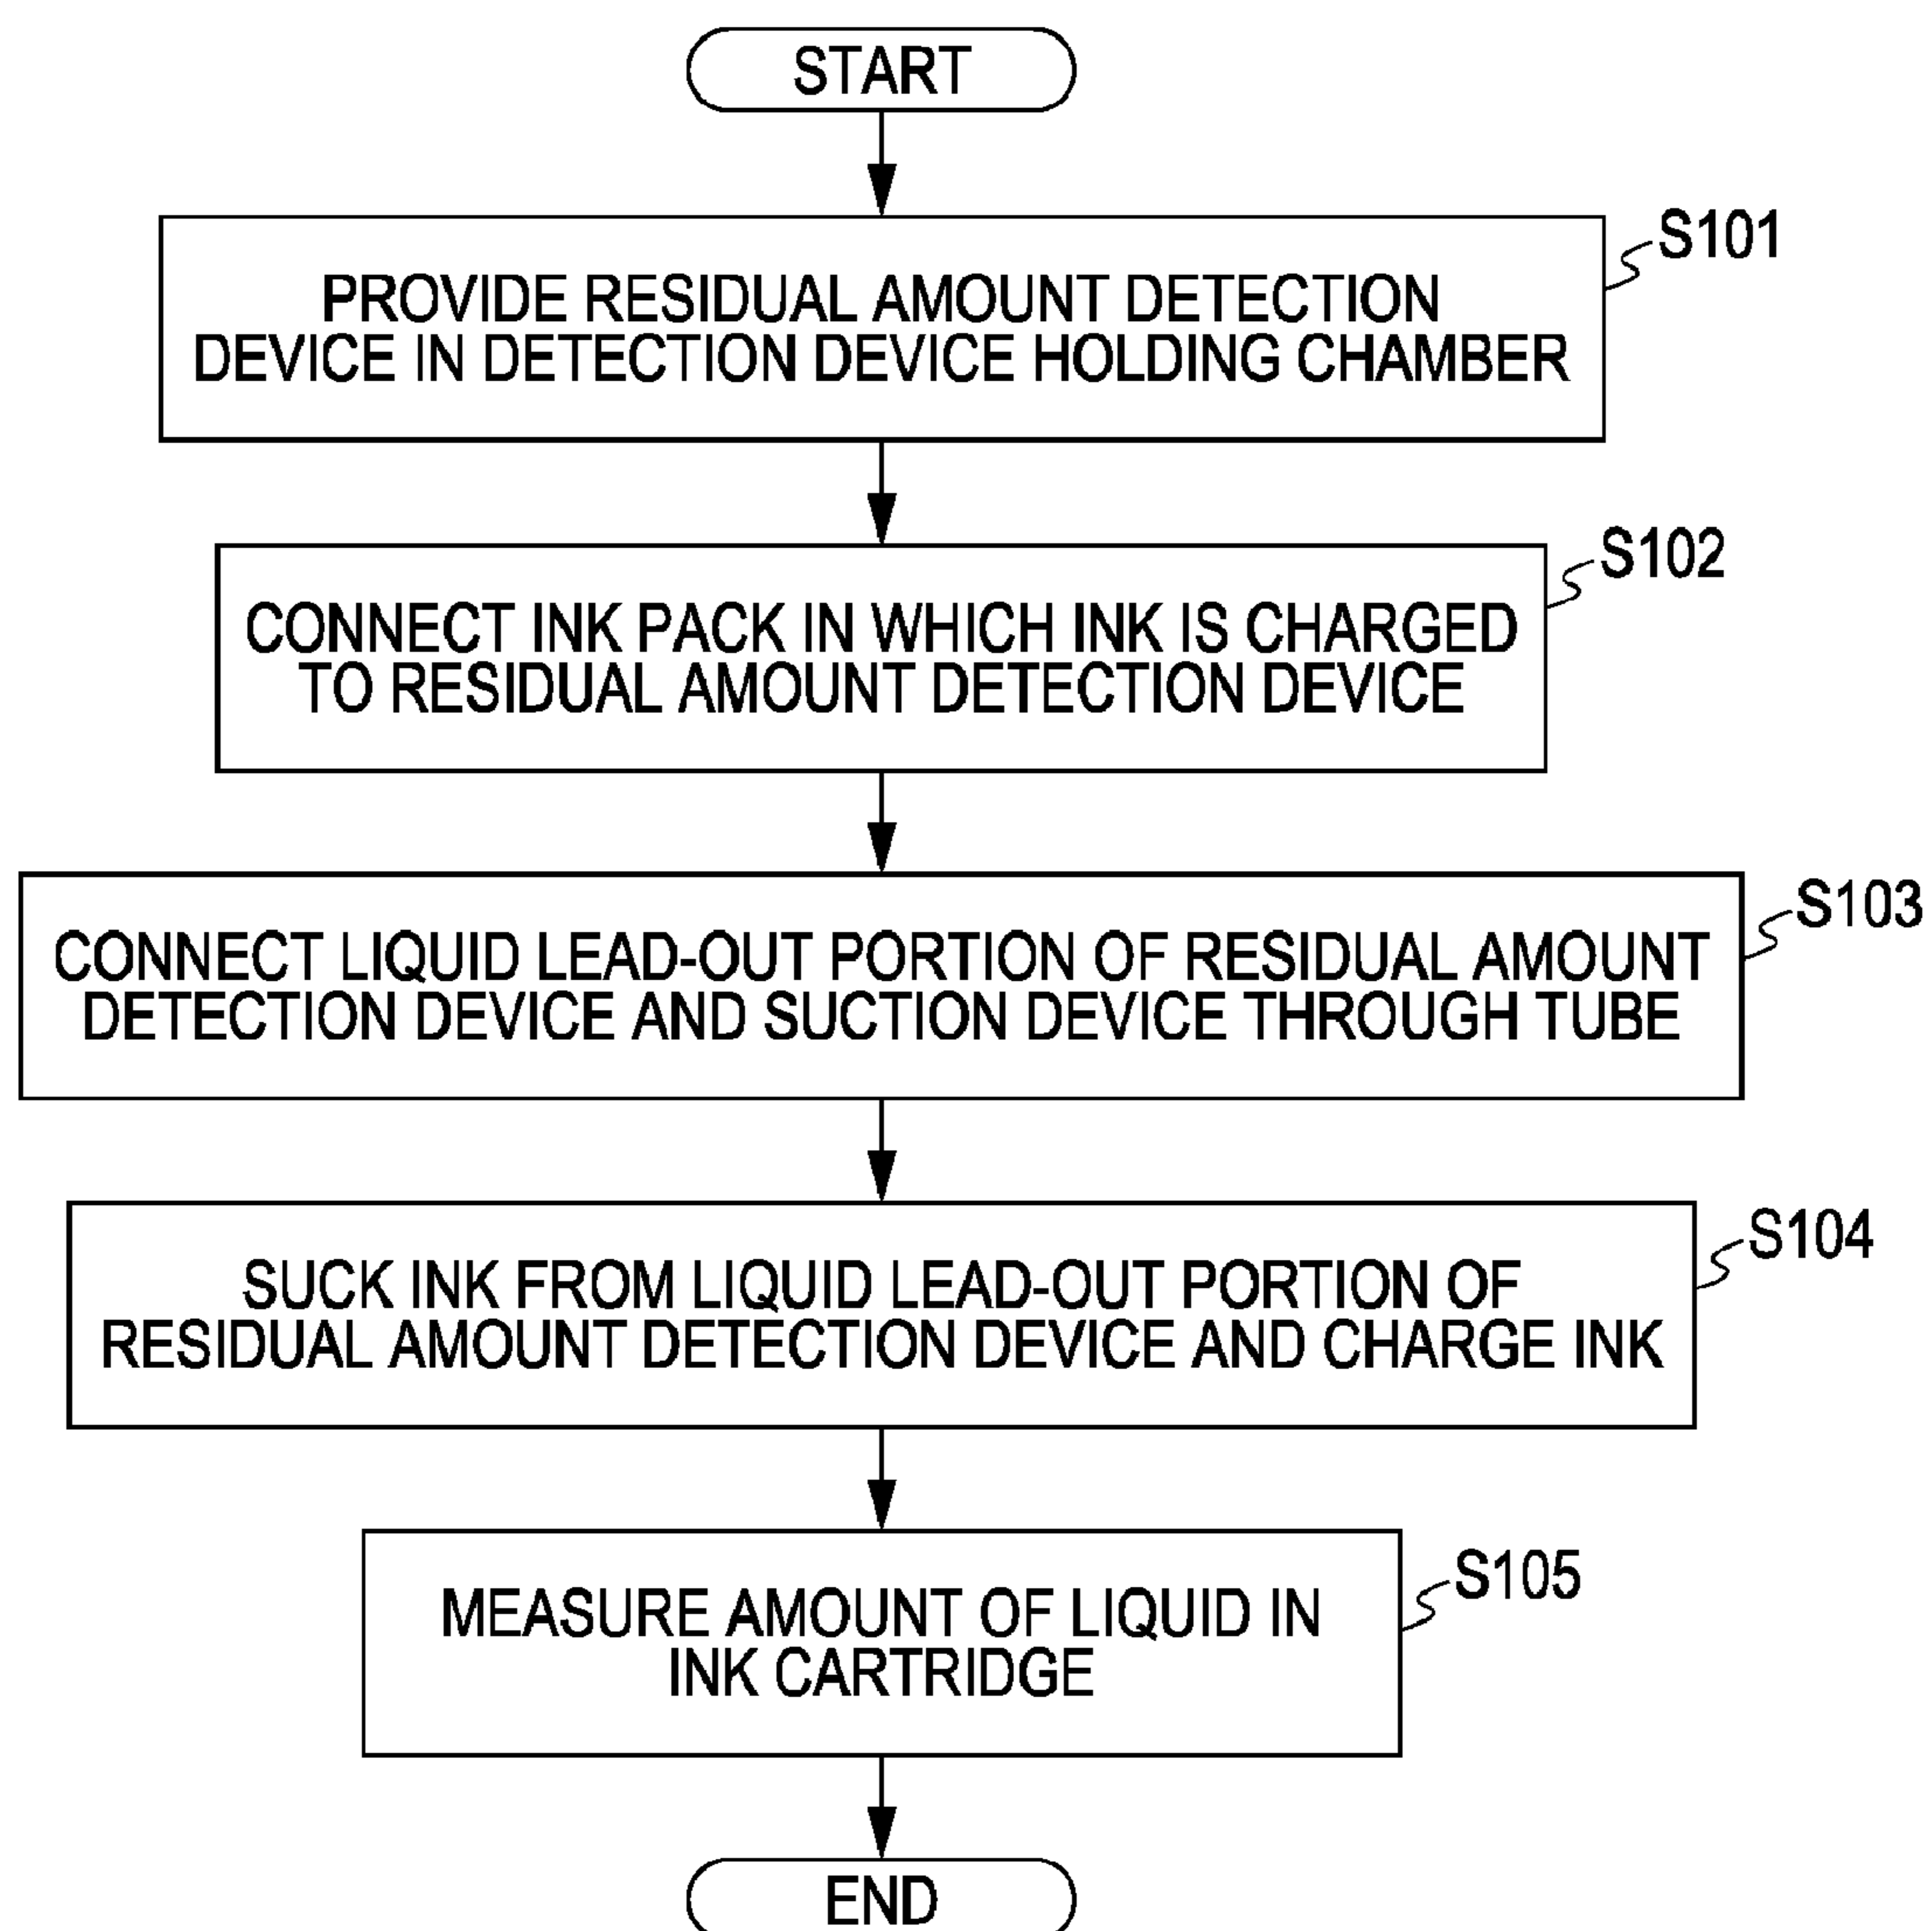 START
S101
PROVIDE RESIDUAL AMOUNT DETECTION
DEVICE IN DETECTION DEVICE HOLDING CHAMBER
S102
CONNECT INK PACK IN WHICH INK IS CHARGED
TO RESIDUAL AMOUNT DETECTION DEVICE
S103
CONNECT LIQUID LEAD-OUT PORTION OF RESIDUAL AMOUNT
DETECTION DEVICE AND SUCTION DEVICE THROUGH TUBE
S104
SUCK INK FROM LIQUID LEAD-OUT PORTION OF
RESIDUAL AMOUNT DETECTION DEVICE AND CHARGE INK
S105
MEASURE AMOUNT OF LIQUID IN
INK CARTRIDGE
END